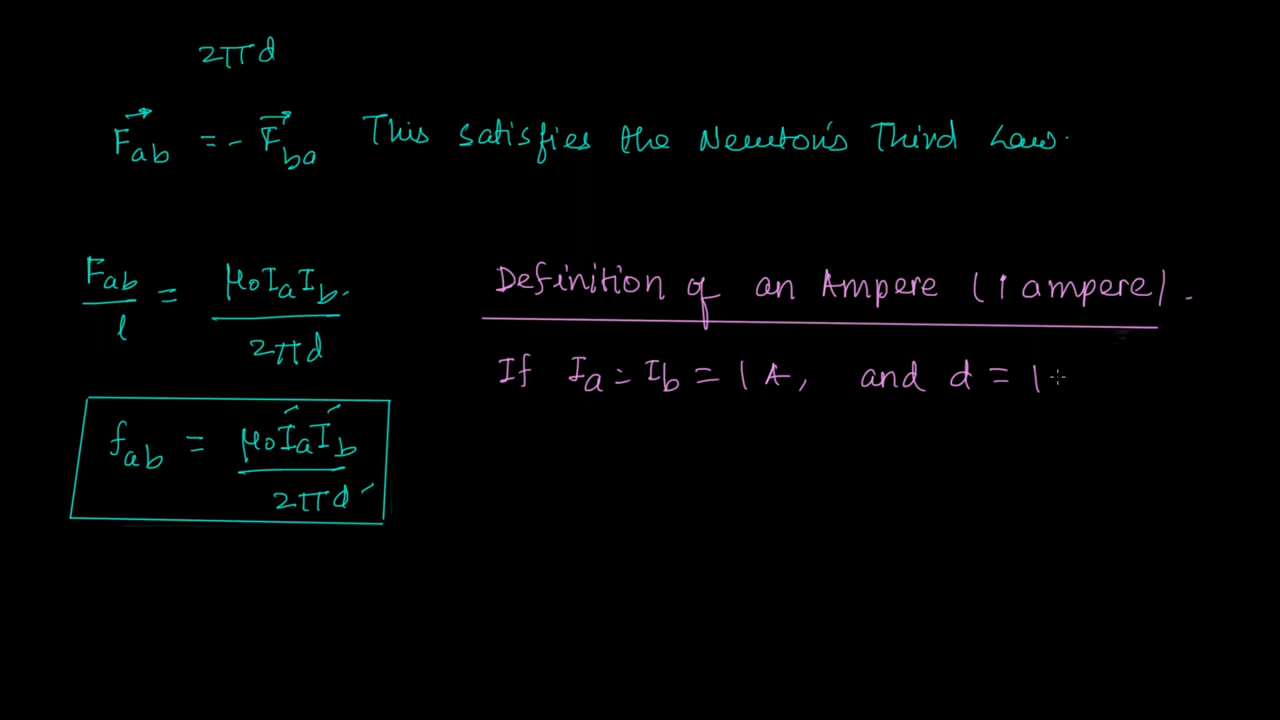 2πd
F⃗ab = - F⃗ba This satisfies the Newton's Third Law.
Fab/l = μ0IaIb/2πd
Definition of an Ampere (1 ampere).
If Ia = Ib = 1 A, and d = 1
fab = μ0IaIb/2πd